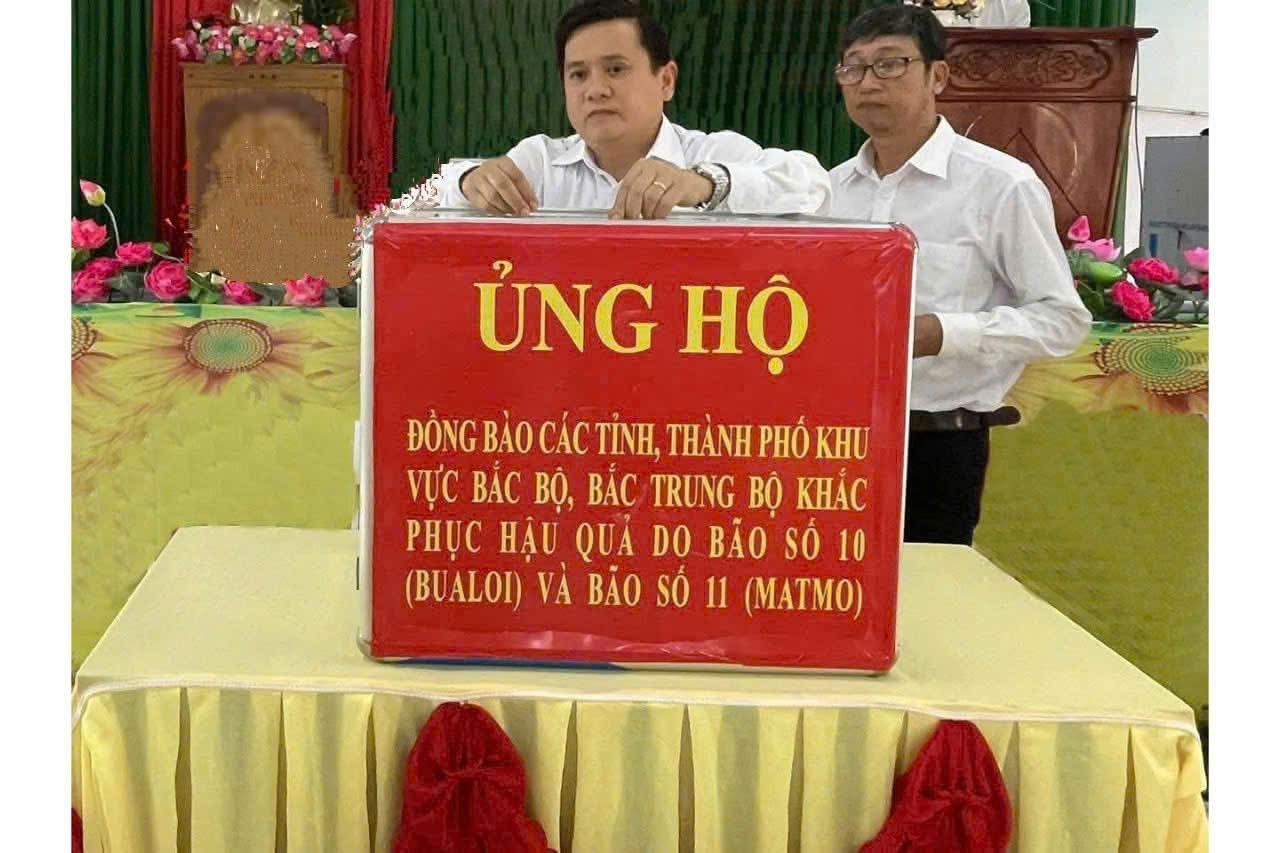 ỦNG HỘ
ĐỒNG BÀO CÁC TỈNH, THÀNH PHỐ KHU
VỰC BẮC BỘ, BẮC TRUNG BỘ KHẮC
PHỤC HẬU QUẢ DO BÃO SỐ 10
(BUALOI) VÀ BÃO SỐ 11 (MATMO)